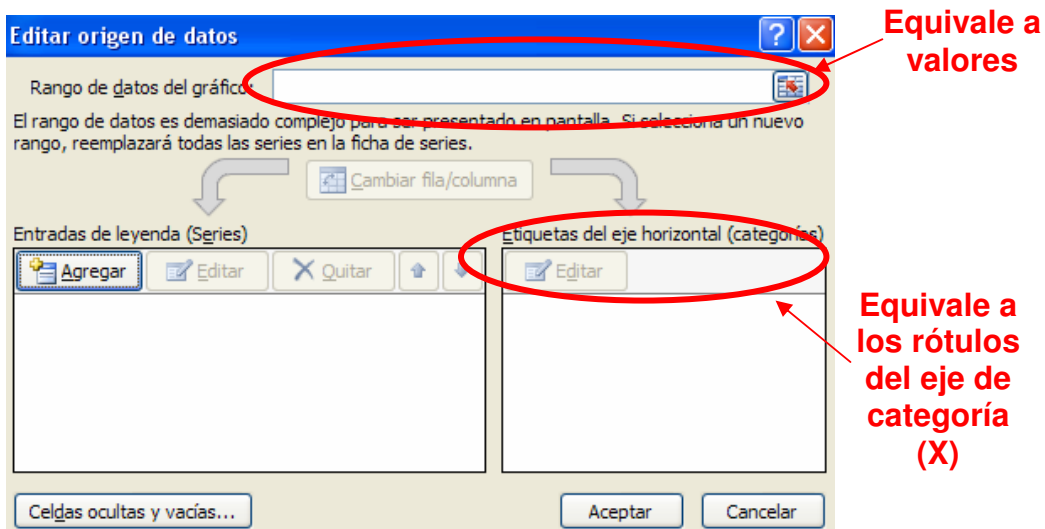 Editar origen de datos
Equivale a
valores
Rango de datos del gráfico:
El rango de datos es demasiado complejo para ser presentado en pantalla. Si selecciona un nuevo
rango, reemplazará todas las series en la ficha de series.
Cambiar fila/columna
Entradas de leyenda (Series)
Etiquetas del eje horizontal (categorías)
Agregar Editar Quitar
Editar
Equivale a
los rótulos
del eje de
categoría
(X)
Celdas ocultas y vacías...
Aceptar Cancelar